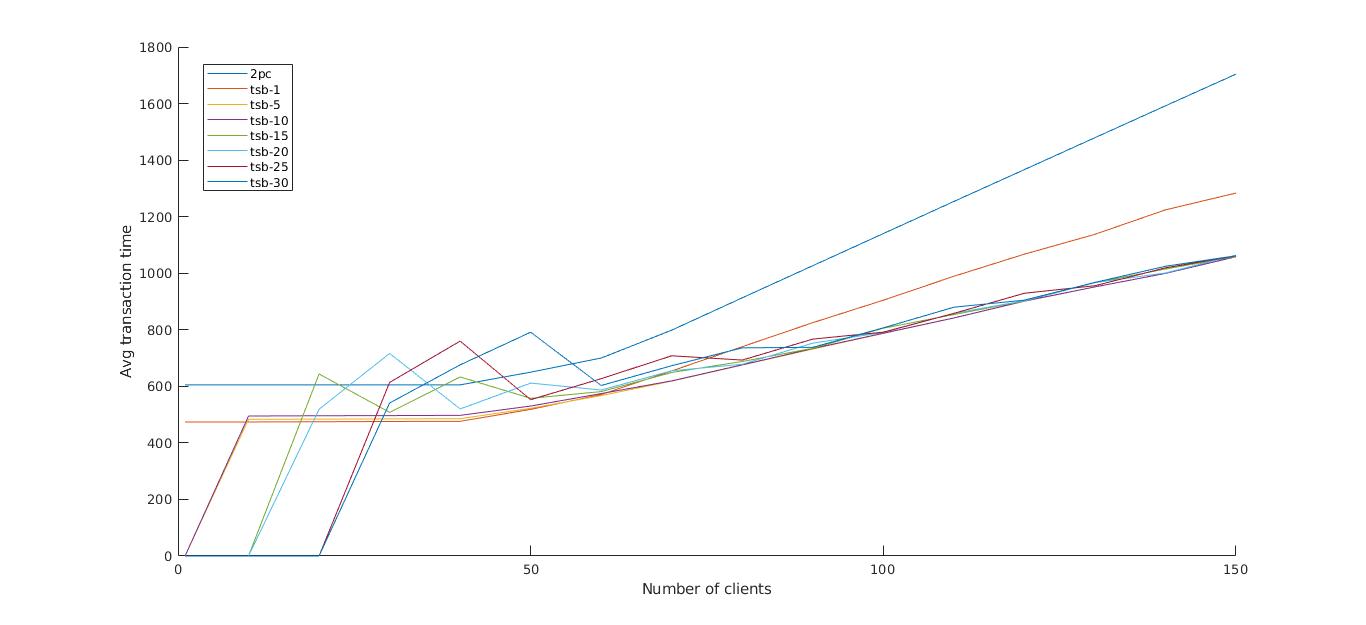 1800
1600
1400
1200
1000
800
600
400
200
0
Avg transaction time
2pc
tsb-1
tsb-5
tsb-10
tsb-15
tsb-20
tsb-25
tsb-30
0 50 100 150
Number of clients